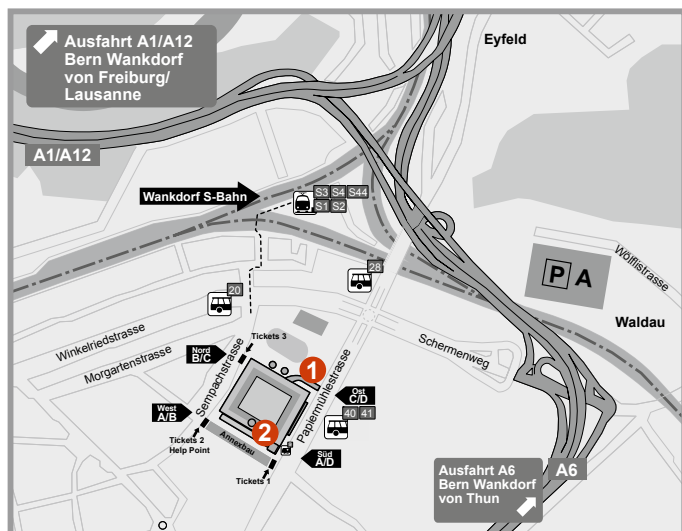 Ausfahrt A1/A12
Bern Wankdorf
von Freiburg/
Lausanne
Eyfeld
A1/A12
Wankdorf S-Bahn
S3 S4 S44
S1 S2
28
20
P A
Wölflistrasse
Waldau
Winkelriedstrasse
Morgartenstrasse
Schermenweg
Tickets 3
Nord
B/C
Sempachstrasse
Papiermühlestrasse
1
Ost
C/D
West
A/B
40 41
2
Tickets 2
Help Point
Annexbau
Süd
A/D
Tickets 1
Ausfahrt A6
Bern Wankdorf
von Thun
A6